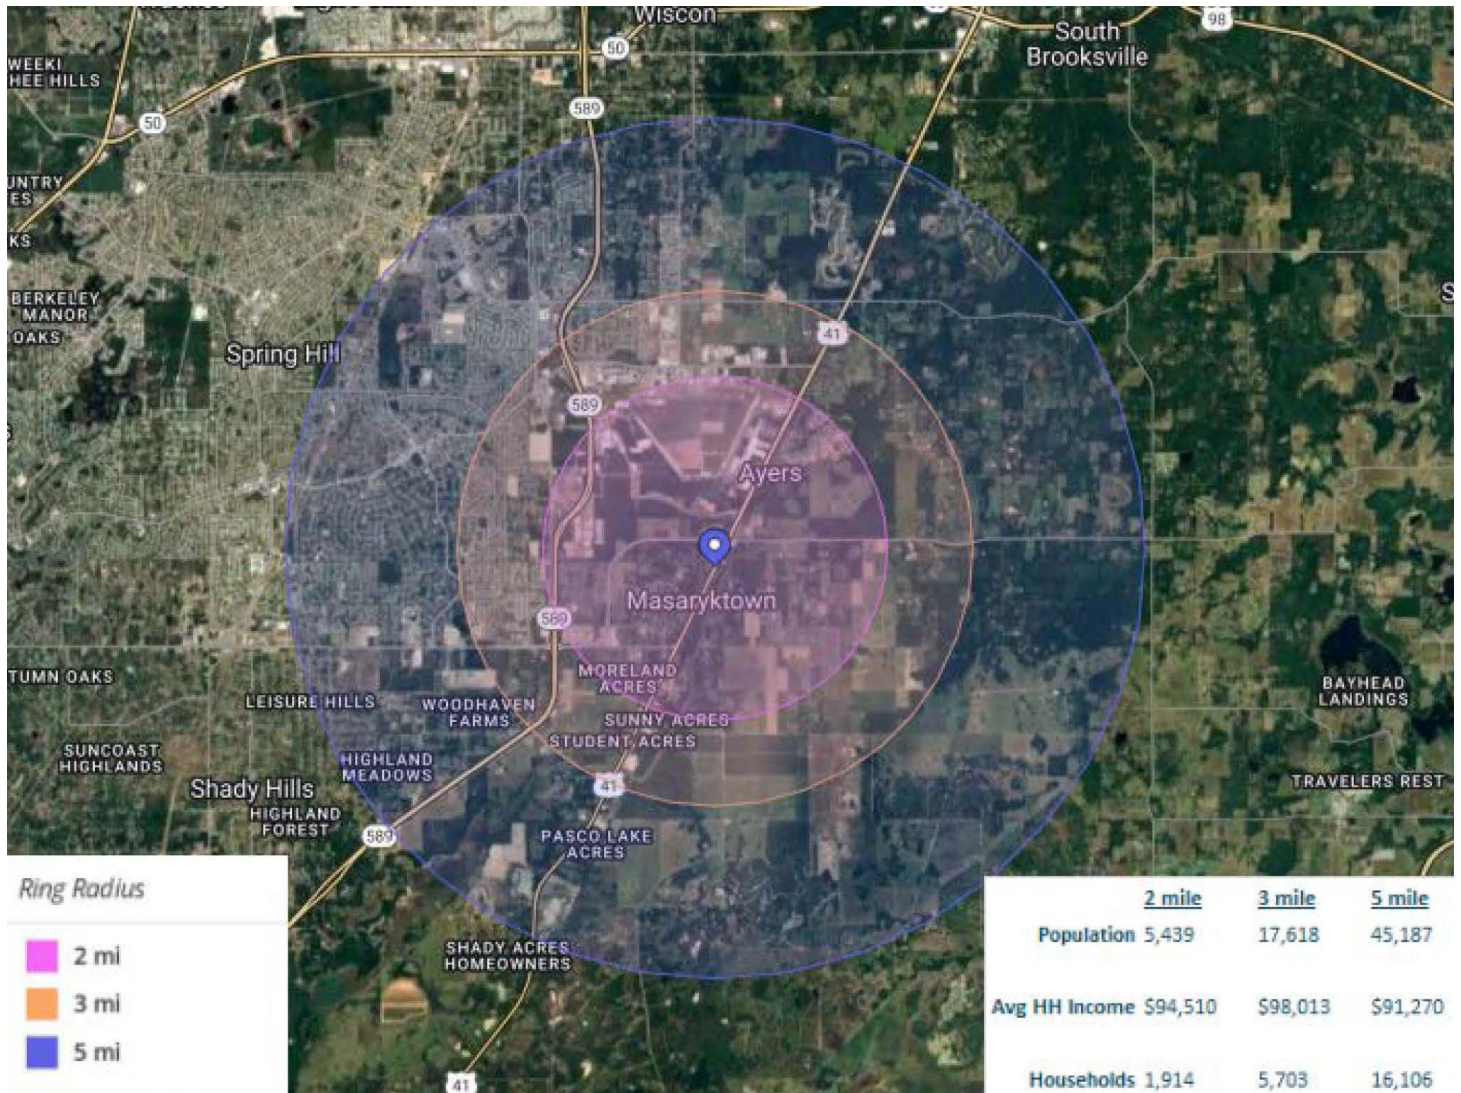 Wiscon
50
98
South
Brooksville
WEEKI
HEE HILLS
589
50
UNTRY
ES
KS
BERKELEY
MANOR
OAKS
S
Spring Hill
41
589
Ayers
Masaryktown
589
MORELAND
ACRES
TUMN OAKS
LEISURE HILLS
WOODHAVEN
FARMS
SUNNY ACRES
STUDENT ACRES
BAYHEAD
LANDINGS
SUNCOAST
HIGHLANDS
HIGHLAND
MEADOWS
TRAVELERS REST
Shady Hills
41
HIGHLAND
FOREST
589
PASCO LAKE
ACRES
SHADY ACRES
HOMEOWNERS
41
Ring Radius
2 mi
3 mi
5 mi
2 mile 3 mile 5 mile
Population 5,439 17,618 45,187
Avg HH Income $94,510 $98,013 $91,270
Households 1,914 5,703 16,106